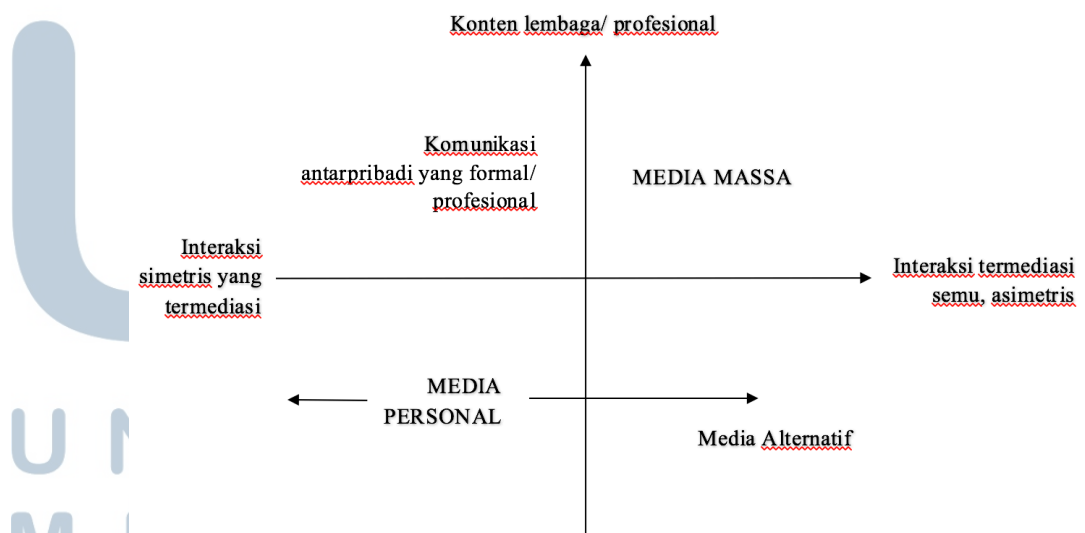 Konten lembaga/ profesional
Komunikasi
antarpribadi yang formal/
profesional
MEDIA MASSA
Interaksi
simetris yang
termediasi
Interaksi termediasi
semu, asimetris
MEDIA
PERSONAL
Media Alternatif
U N
M